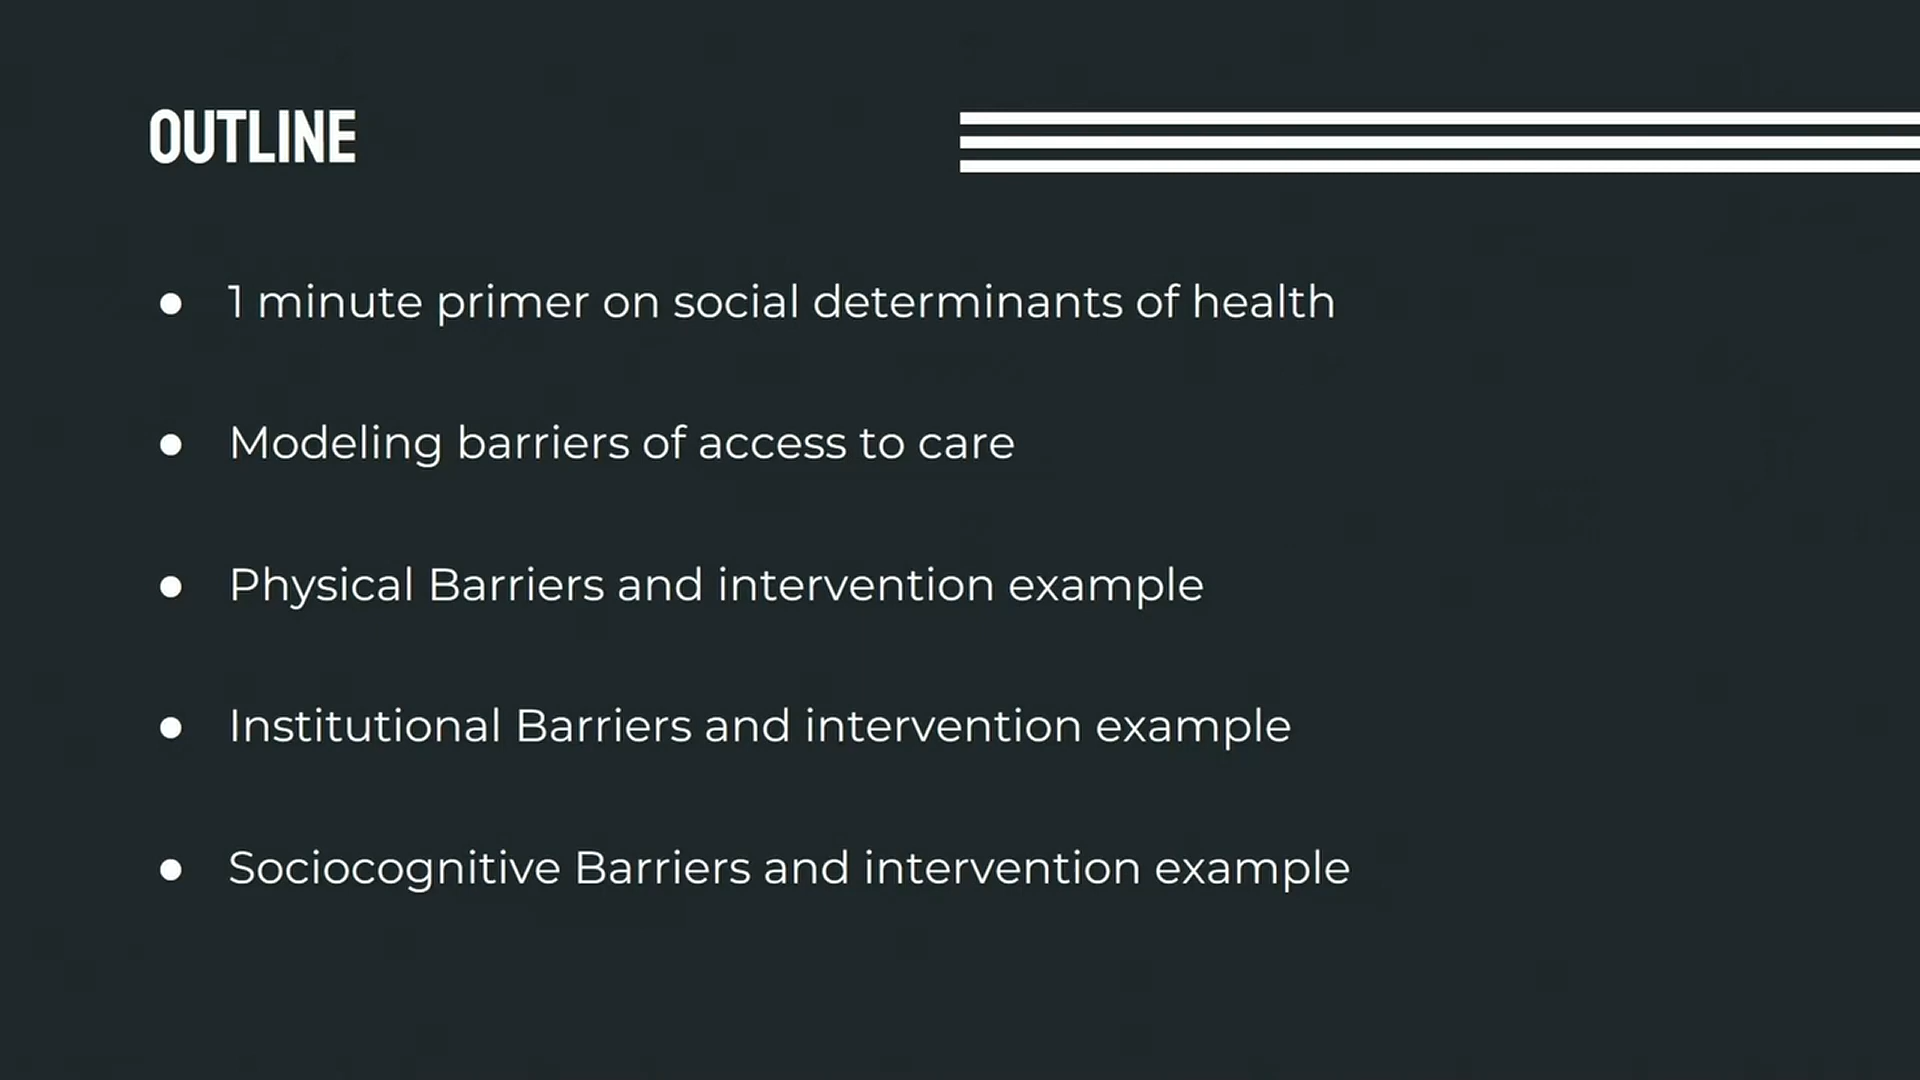 OUTLINE
● 1 minute primer on social determinants of health
● Modeling barriers of access to care
● Physical Barriers and intervention example
● Institutional Barriers and intervention example
● Sociocognitive Barriers and intervention example